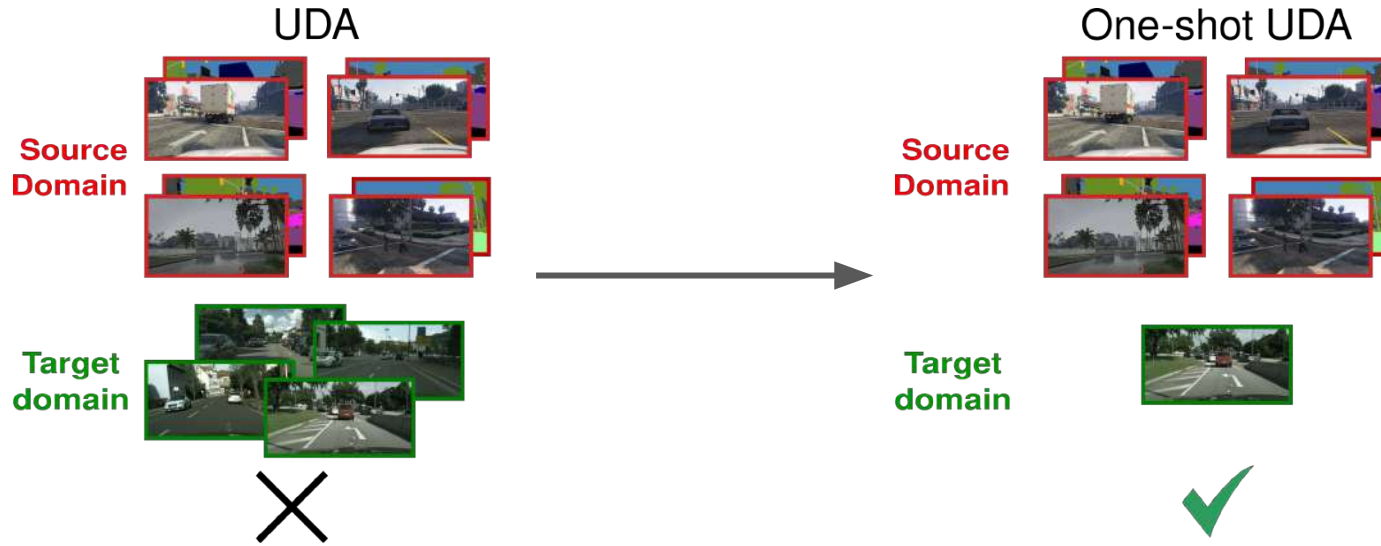 UDA
One-shot UDA
Source
Domain
Source
Domain
Target
domain
Target
domain